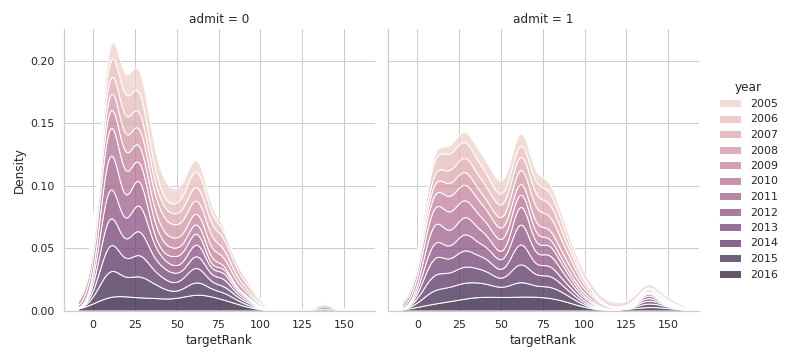 admit = 0
admit = 1
Density
0.20
0.15
0.10
0.05
0.00
0 25 50 75 100 125 150
0 25 50 75 100 125 150
targetRank
targetRank
year
2005
2006
2007
2008
2009
2010
2011
2012
2013
2014
2015
2016